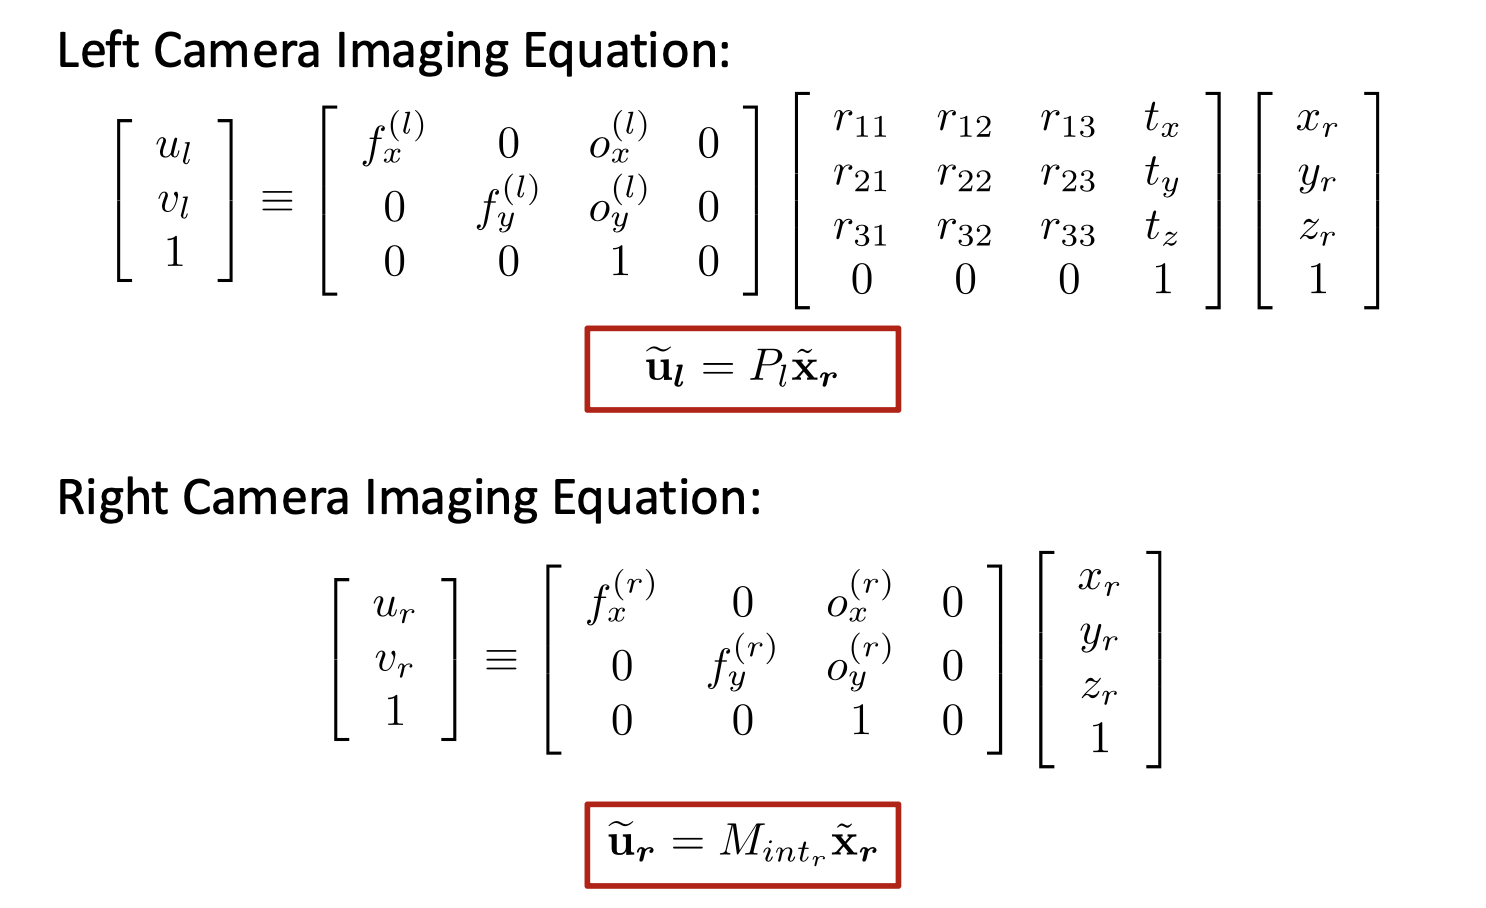 Left Camera Imaging Equation:
$$\begin{bmatrix} u_l \\ v_l \\ 1 \end{bmatrix} \equiv \begin{bmatrix} f_x^{(l)} & 0 & o_x^{(l)} & 0 \\ 0 & f_y^{(l)} & o_y^{(l)} & 0 \\ 0 & 0 & 1 & 0 \end{bmatrix} \begin{bmatrix} r_{11} & r_{12} & r_{13} & t_x \\ r_{21} & r_{22} & r_{23} & t_y \\ r_{31} & r_{32} & r_{33} & t_z \\ 0 & 0 & 0 & 1 \end{bmatrix} \begin{bmatrix} x_r \\ y_r \\ z_r \\ 1 \end{bmatrix}$$
$$\widetilde{\mathbf{u}}_{\boldsymbol{l}} = P_l \tilde{\mathbf{x}}_{\boldsymbol{r}}$$
Right Camera Imaging Equation:
$$\begin{bmatrix} u_r \\ v_r \\ 1 \end{bmatrix} \equiv \begin{bmatrix} f_x^{(r)} & 0 & o_x^{(r)} & 0 \\ 0 & f_y^{(r)} & o_y^{(r)} & 0 \\ 0 & 0 & 1 & 0 \end{bmatrix} \begin{bmatrix} x_r \\ y_r \\ z_r \\ 1 \end{bmatrix}$$
$$\widetilde{\mathbf{u}}_{\boldsymbol{r}} = M_{int_r} \tilde{\mathbf{x}}_{\boldsymbol{r}}$$